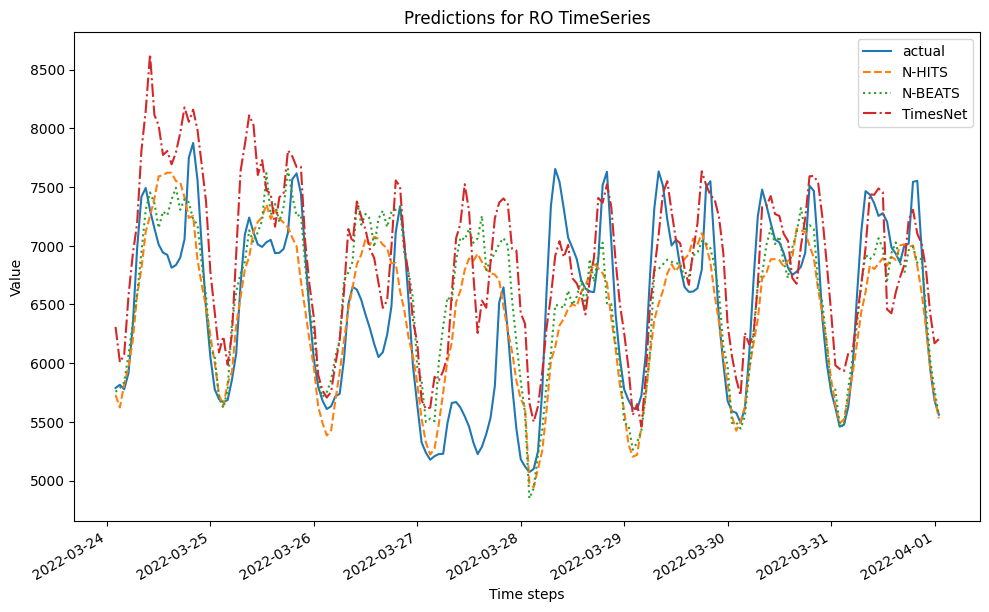 Predictions for RO TimeSeries
actual
N-HITS
N-BEATS
TimesNet
Value
8500
8000
7500
7000
6500
6000
5500
5000
2022-03-24
2022-03-25
2022-03-26
2022-03-27
2022-03-28
2022-03-29
2022-03-30
2022-03-31
2022-04-01
Time steps